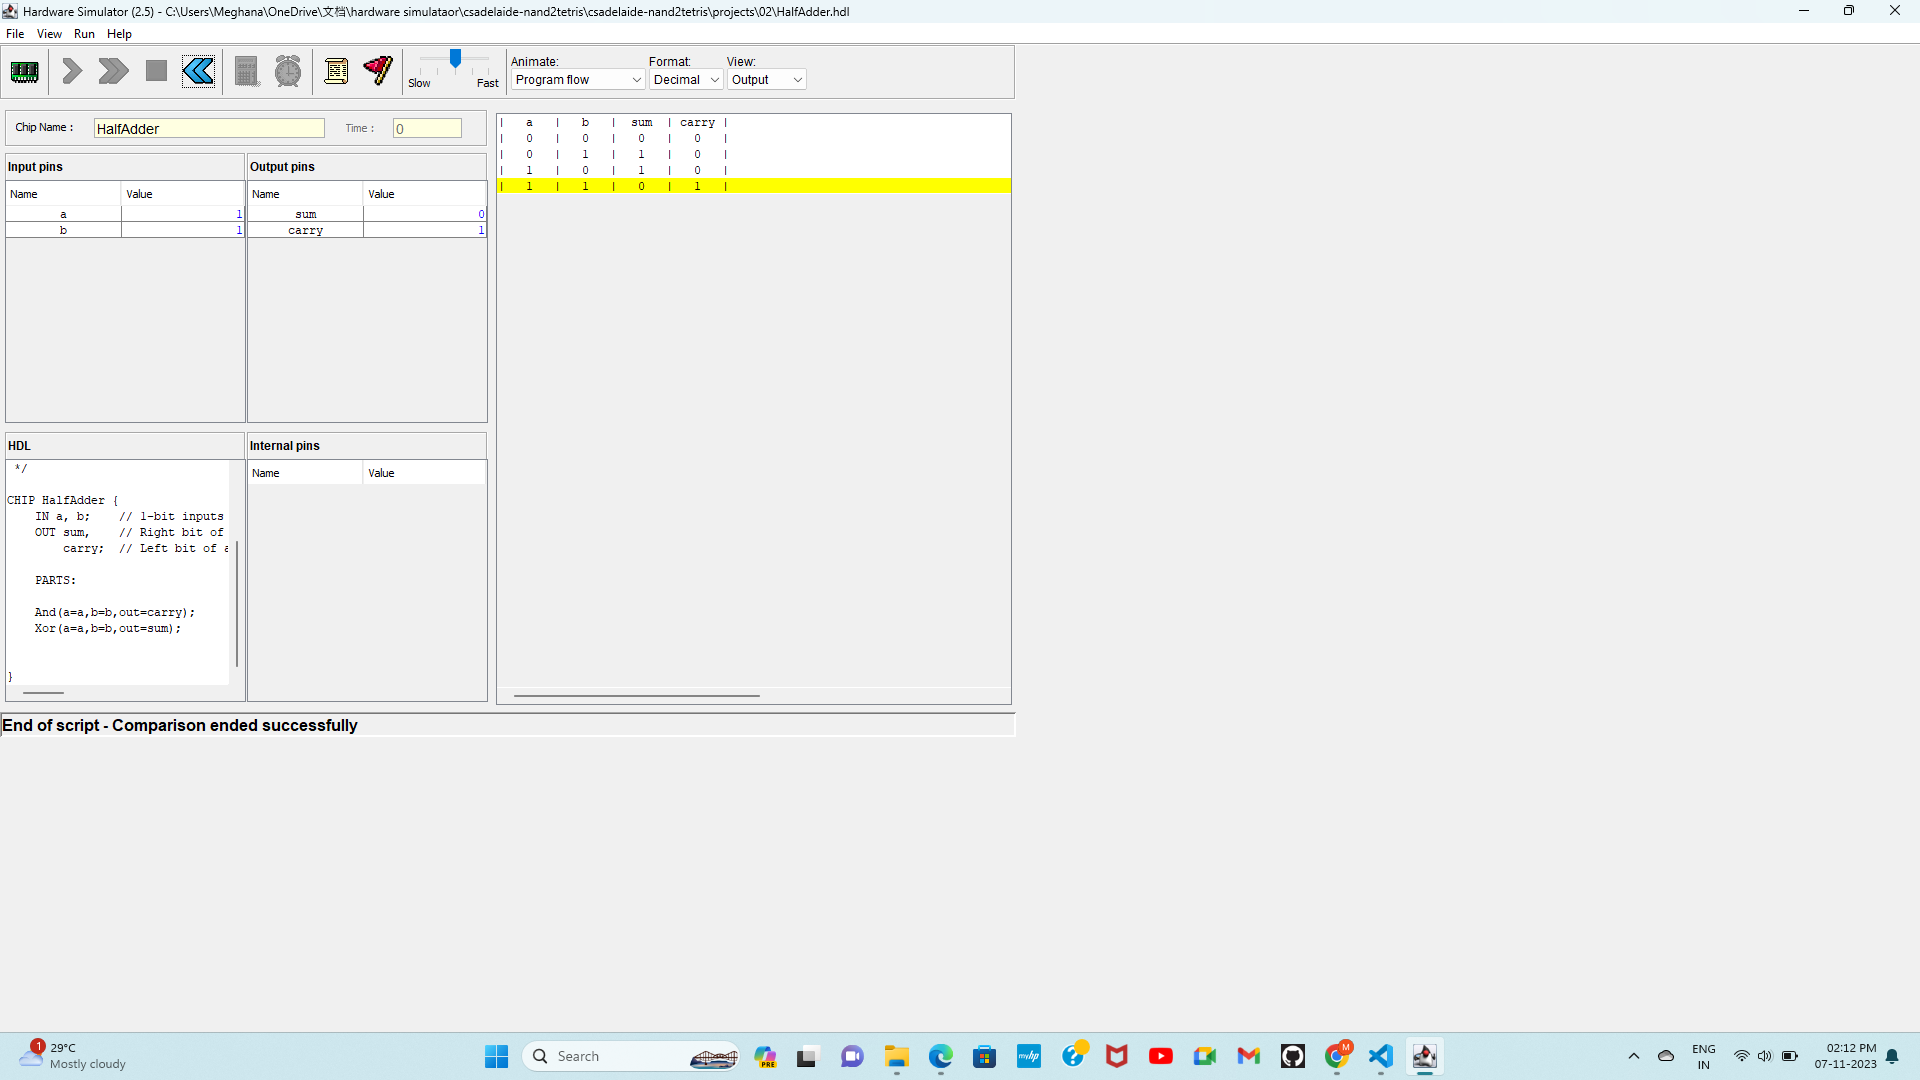 Hardware Simulator (2.5) - C:\Users\Meghana\OneDrive\文档\hardware simulataor\csadelaide-nand2tetris\csadelaide-nand2tetris\projects\02\HalfAdder.hdl
File View Run Help
Slow Fast
Animate: Format: View:
Program flow Decimal Output
Chip Name : HalfAdder Time : 0
Input pins
Name Value
a 1
b 1
Output pins
Name Value
sum 0
carry 1
| a | b | sum | carry |
| 0 | 0 | 0 | 0 |
| 0 | 1 | 1 | 0 |
| 1 | 0 | 1 | 0 |
| 1 | 1 | 0 | 1 |
HDL
*/
CHIP HalfAdder {
IN a, b; // 1-bit inputs
OUT sum, // Right bit of
carry; // Left bit of a
PARTS:
And(a=a,b=b,out=carry);
Xor(a=a,b=b,out=sum);
}
Internal pins
Name Value
End of script - Comparison ended successfully
1
29°C
Mostly cloudy
Search
PRE
myhp
M
ENG
IN
02:12 PM
07-11-2023